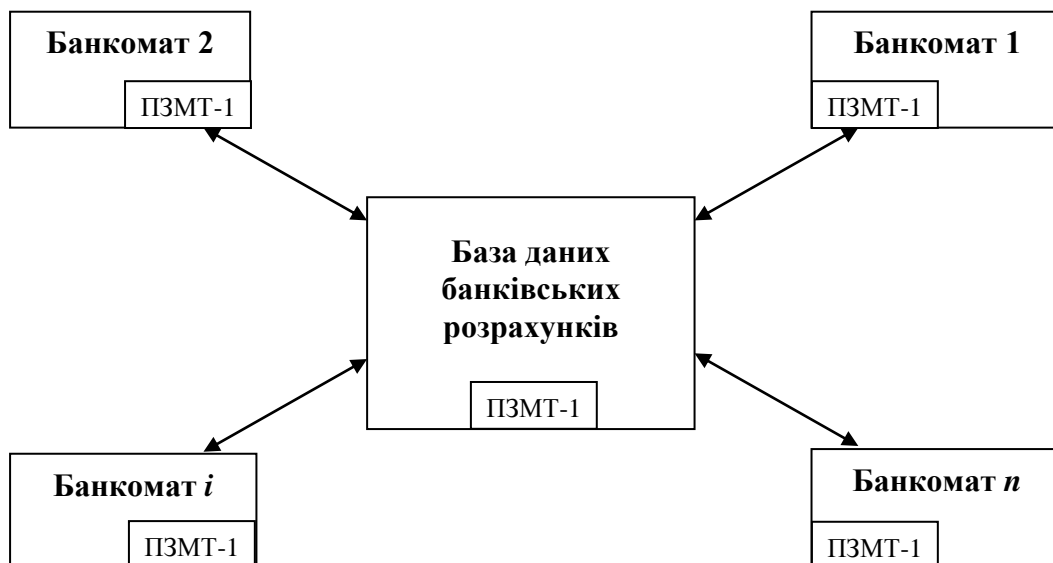 Банкомат 2
ПЗМТ-1
Банкомат 1
ПЗМТ-1
База даних
банківських
розрахунків
ПЗМТ-1
Банкомат i
ПЗМТ-1
Банкомат n
ПЗМТ-1